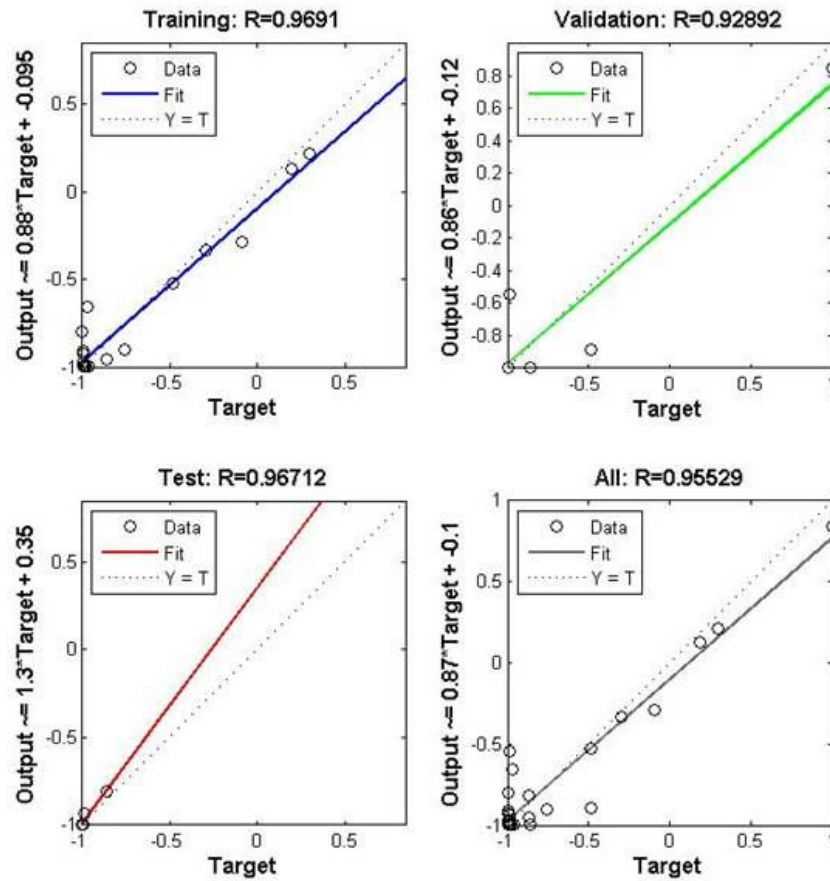 Training: R=0.9691
Output ~= 0.88*Target + -0.095
Data
Fit
Y = T
0.5
0
-0.5
-1
-1 -0.5 0 0.5
Target
Validation: R=0.92892
Output ~= 0.86*Target + -0.12
Data
Fit
Y = T
0.8
0.6
0.4
0.2
0
-0.2
-0.4
-0.6
-0.8
-1 -0.5 0 0.5 1
Target
Test: R=0.96712
Output ~= 1.3*Target + 0.35
Data
Fit
Y = T
0.5
0
-0.5
-1
-1 -0.5 0 0.5
Target
All: R=0.95529
Output ~= 0.87*Target + -0.1
Data
Fit
Y = T
1
0.5
0
-0.5
-1
-1 -0.5 0 0.5 1
Target